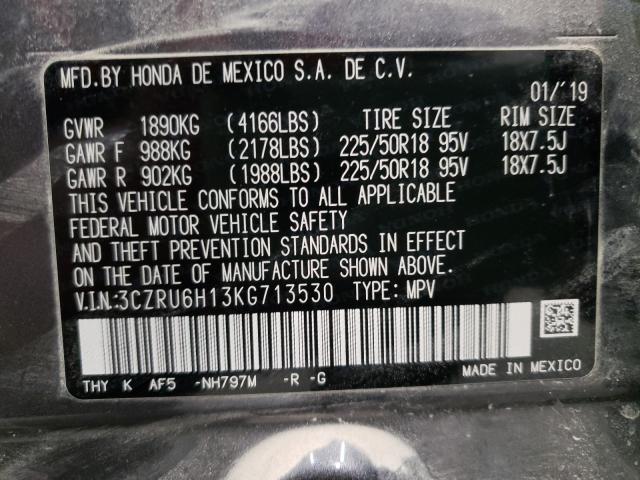 MFD.BY HONDA DE MEXICO S.A. DE C.V.
01/'19
GVWR 1890KG (4166LBS) TIRE SIZE RIM SIZE
GAWR F 988KG (2178LBS) 225/50R18 95V 18X7.5J
GAWR R 902KG (1988LBS) 225/50R18 95V 18X7.5J
THIS VEHICLE CONFORMS TO ALL APPLICABLE
FEDERAL MOTOR VEHICLE SAFETY
AND THEFT PREVENTION STANDARDS IN EFFECT
ON THE DATE OF MANUFACTURE SHOWN ABOVE.
V.I.N:3CZRU6H13KG713530 TYPE: MPV
THY K AF5 -NH797M -R -G MADE IN MEXICO